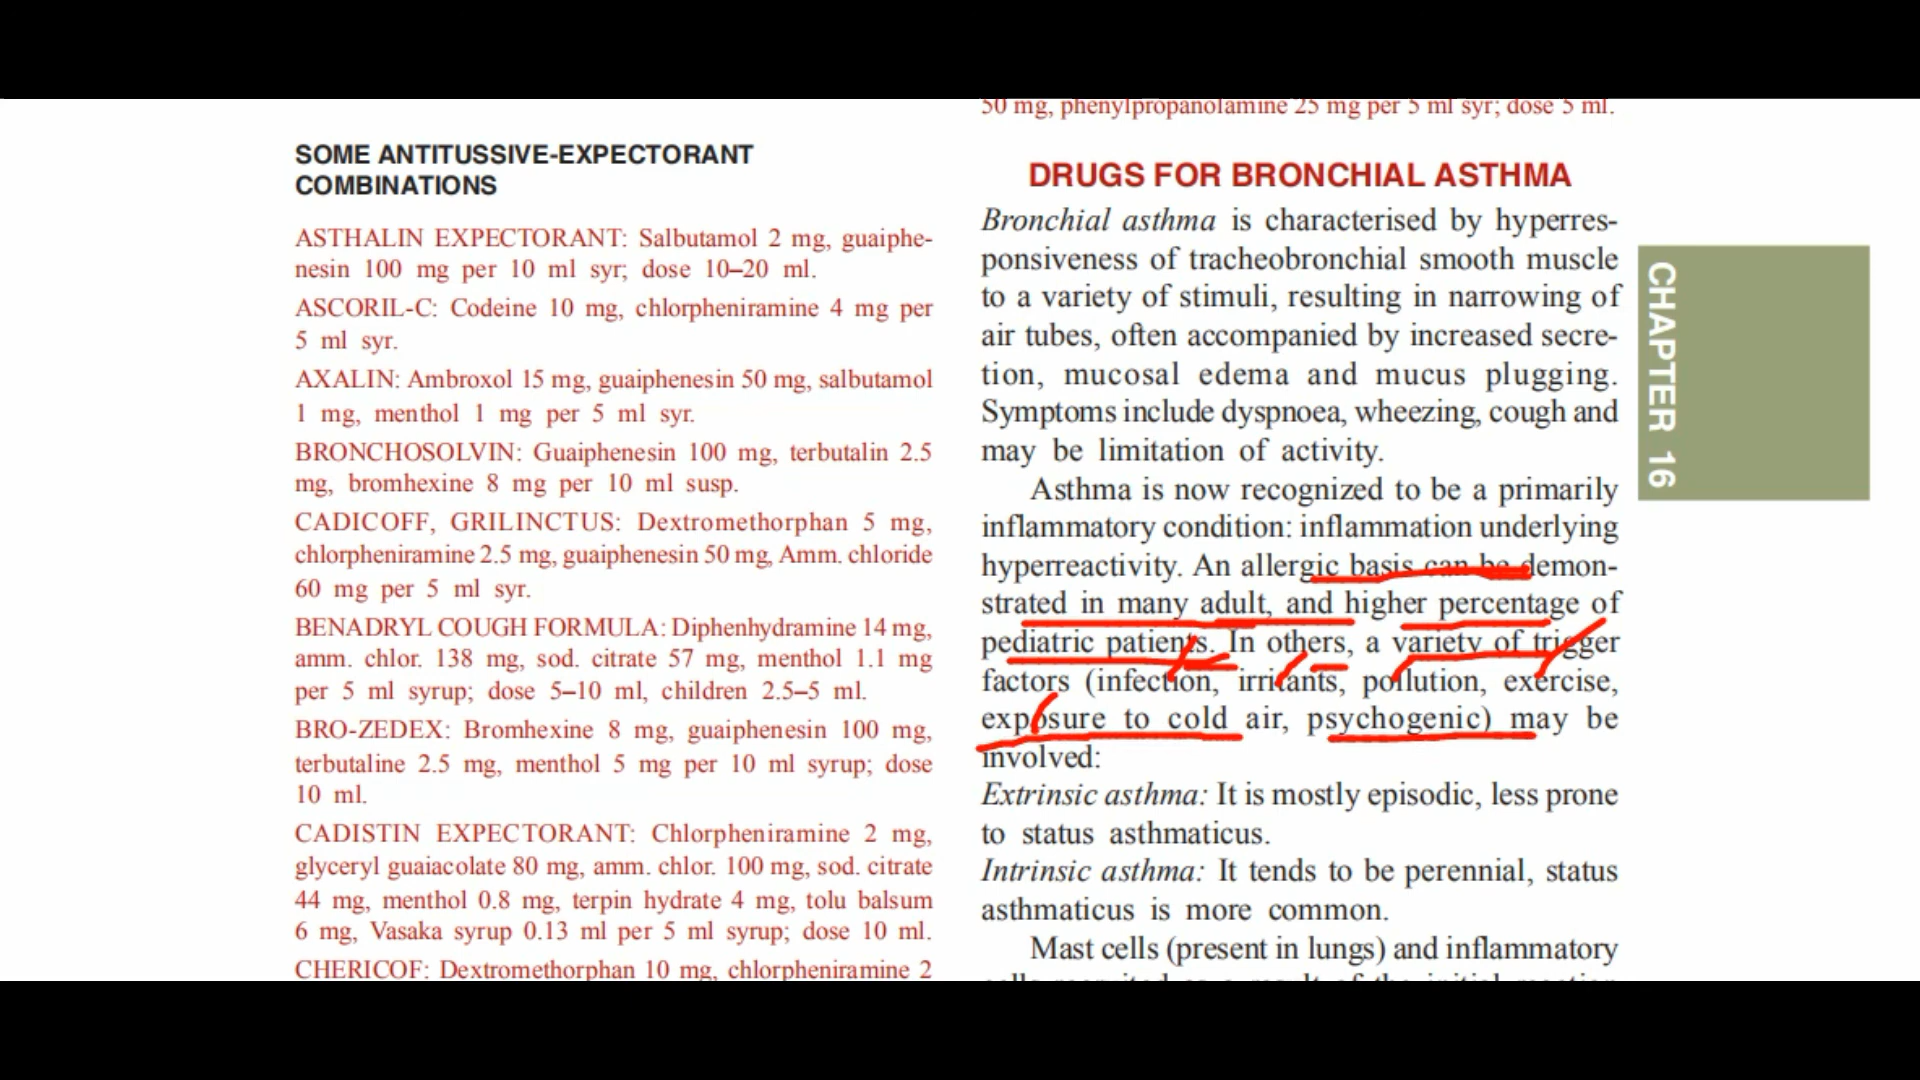 SOME ANTITUSSIVE-EXPECTORANT
COMBINATIONS
ASTHALIN EXPECTORANT: Salbutamol 2 mg, guaiphe-
nesin 100 mg per 10 ml syr; dose 10–20 ml.
ASCORIL-C: Codeine 10 mg, chlorpheniramine 4 mg per
5 ml syr.
AXALIN: Ambroxol 15 mg, guaiphenesin 50 mg, salbutamol
1 mg, menthol 1 mg per 5 ml syr.
BRONCHOSOLVIN: Guaiphenesin 100 mg, terbutalin 2.5
mg, bromhexine 8 mg per 10 ml susp.
CADICOFF, GRILINCTUS: Dextromethorphan 5 mg,
chlorpheniramine 2.5 mg, guaiphenesin 50 mg, Amm. chloride
60 mg per 5 ml syr.
BENADRYL COUGH FORMULA: Diphenhydramine 14 mg,
amm. chlor. 138 mg, sod. citrate 57 mg, menthol 1.1 mg
per 5 ml syrup; dose 5–10 ml, children 2.5–5 ml.
BRO-ZEDEX: Bromhexine 8 mg, guaiphenesin 100 mg,
terbutaline 2.5 mg, menthol 5 mg per 10 ml syrup; dose
10 ml.
CADISTIN EXPECTORANT: Chlorpheniramine 2 mg,
glyceryl guaiacolate 80 mg, amm. chlor. 100 mg, sod. citrate
44 mg, menthol 0.8 mg, terpin hydrate 4 mg, tolu balsum
6 mg, Vasaka syrup 0.13 ml per 5 ml syrup; dose 10 ml.
CHERICOF: Dextromethorphan 10 mg, chlorpheniramine 2
50 mg, phenylpropanolamine 25 mg per 5 ml syr; dose 5 ml.
DRUGS FOR BRONCHIAL ASTHMA
Bronchial asthma is characterised by hyperres-
ponsiveness of tracheobronchial smooth muscle
to a variety of stimuli, resulting in narrowing of
air tubes, often accompanied by increased secre-
tion, mucosal edema and mucus plugging.
Symptoms include dyspnoea, wheezing, cough and
may be limitation of activity.
Asthma is now recognized to be a primarily
inflammatory condition: inflammation underlying
hyperreactivity. An allergic basis can be demon-
strated in many adult, and higher percentage of
pediatric patients. In others, a variety of trigger
factors (infection, irritants, pollution, exercise,
exposure to cold air, psychogenic) may be
involved:
Extrinsic asthma: It is mostly episodic, less prone
to status asthmaticus.
Intrinsic asthma: It tends to be perennial, status
asthmaticus is more common.
Mast cells (present in lungs) and inflammatory
CHAPTER 16